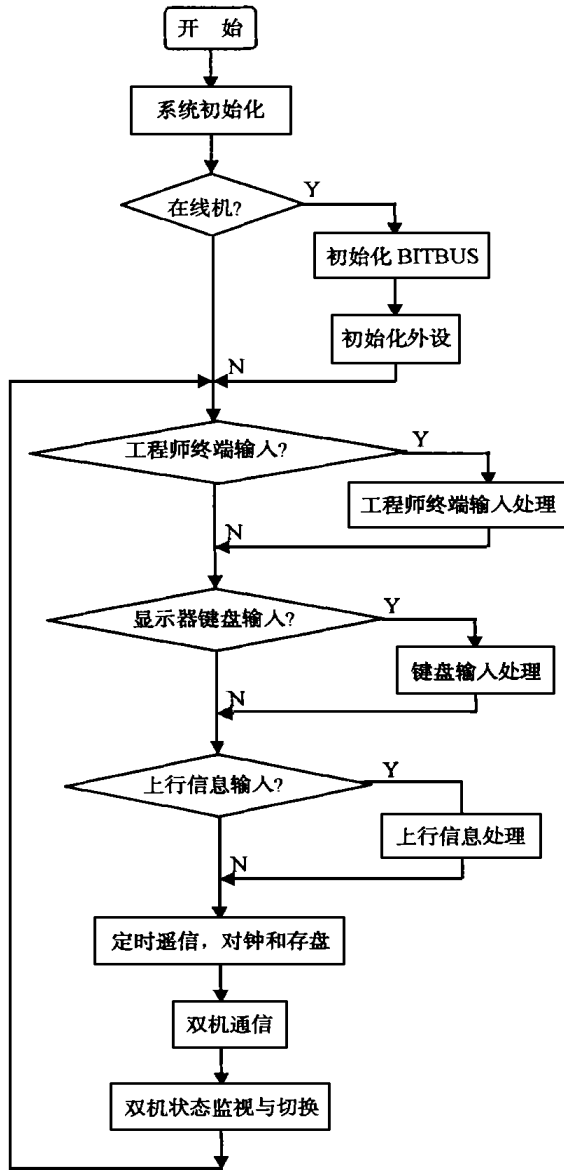 开 始
系统初始化
在线机?
Y
初始化 BITBUS
初始化外设
N
工程师终端输入?
Y
工程师终端输入处理
N
显示器键盘输入?
Y
键盘输入处理
N
上行信息输入?
Y
上行信息处理
N
定时遥信，对钟和存盘
双机通信
双机状态监视与切换